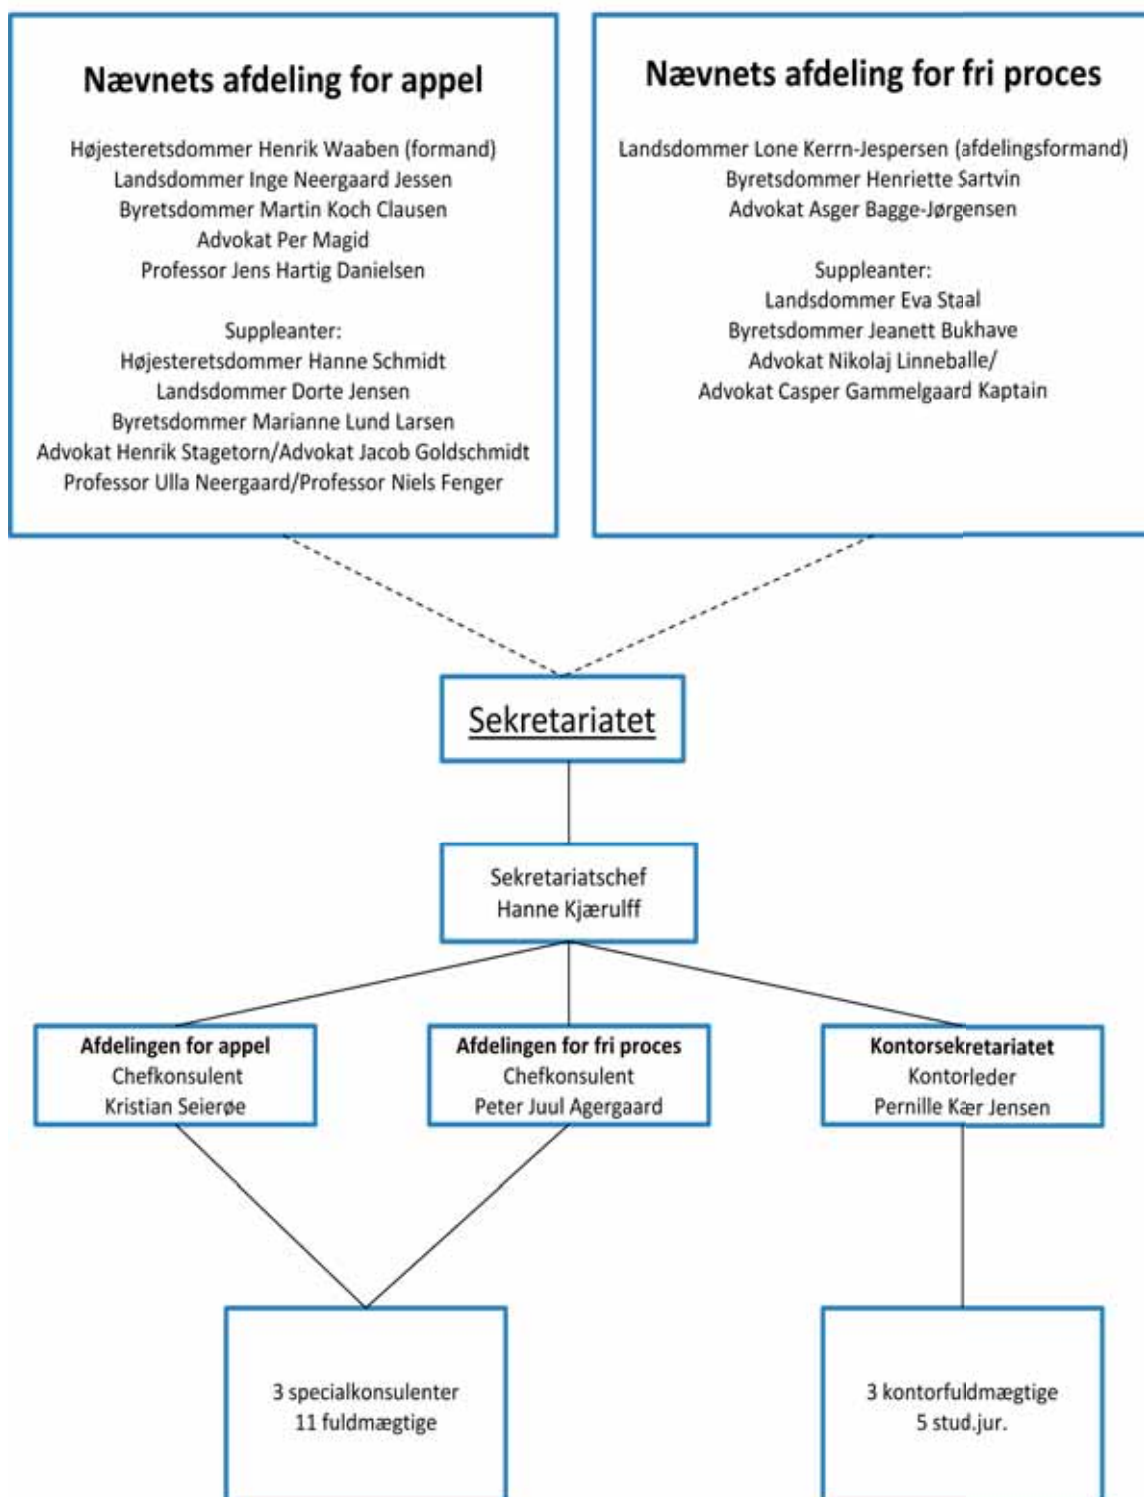 Nævnets afdeling for appel
Højesteretsdommer Henrik Waaben (formand)
Landsdommer Inge Neergaard Jessen
Byretsdommer Martin Koch Clausen
Advokat Per Magid
Professor Jens Hartig Danielsen
Suppleanter:
Højesteretsdommer Hanne Schmidt
Landsdommer Dorte Jensen
Byretsdommer Marianne Lund Larsen
Advokat Henrik Stagetorn/Advokat Jacob Goldschmidt
Professor Ulla Neergaard/Professor Niels Fenger
Nævnets afdeling for fri proces
Landsdommer Lone Kerrn-Jespersen (afdelingsformand)
Byretsdommer Henriette Sartvin
Advokat Asger Bagge-Jørgensen
Suppleanter:
Landsdommer Eva Staal
Byretsdommer Jeanett Bukhave
Advokat Nikolaj Linneballe/
Advokat Casper Gammelgaard Kaptain
Sekretariatet
Sekretariatschef
Hanne Kjærulff
Afdelingen for appel
Chefkonsulent
Kristian Seierøe
Afdelingen for fri proces
Chefkonsulent
Peter Juul Agergaard
Kontorsekretariatet
Kontorleder
Pernille Kær Jensen
3 specialkonsulenter
11 fuldmægtige
3 kontorfuldmægtige
5 stud.jur.